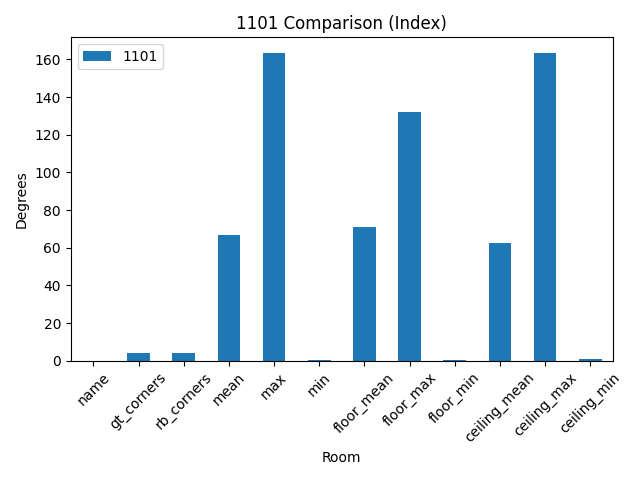 1101 Comparison (Index)
1101
Degrees
160
140
120
100
80
60
40
20
0
name
gt_corners
rb_corners
mean
max
min
floor_mean
floor_max
floor_min
ceiling_mean
ceiling_max
ceiling_min
Room